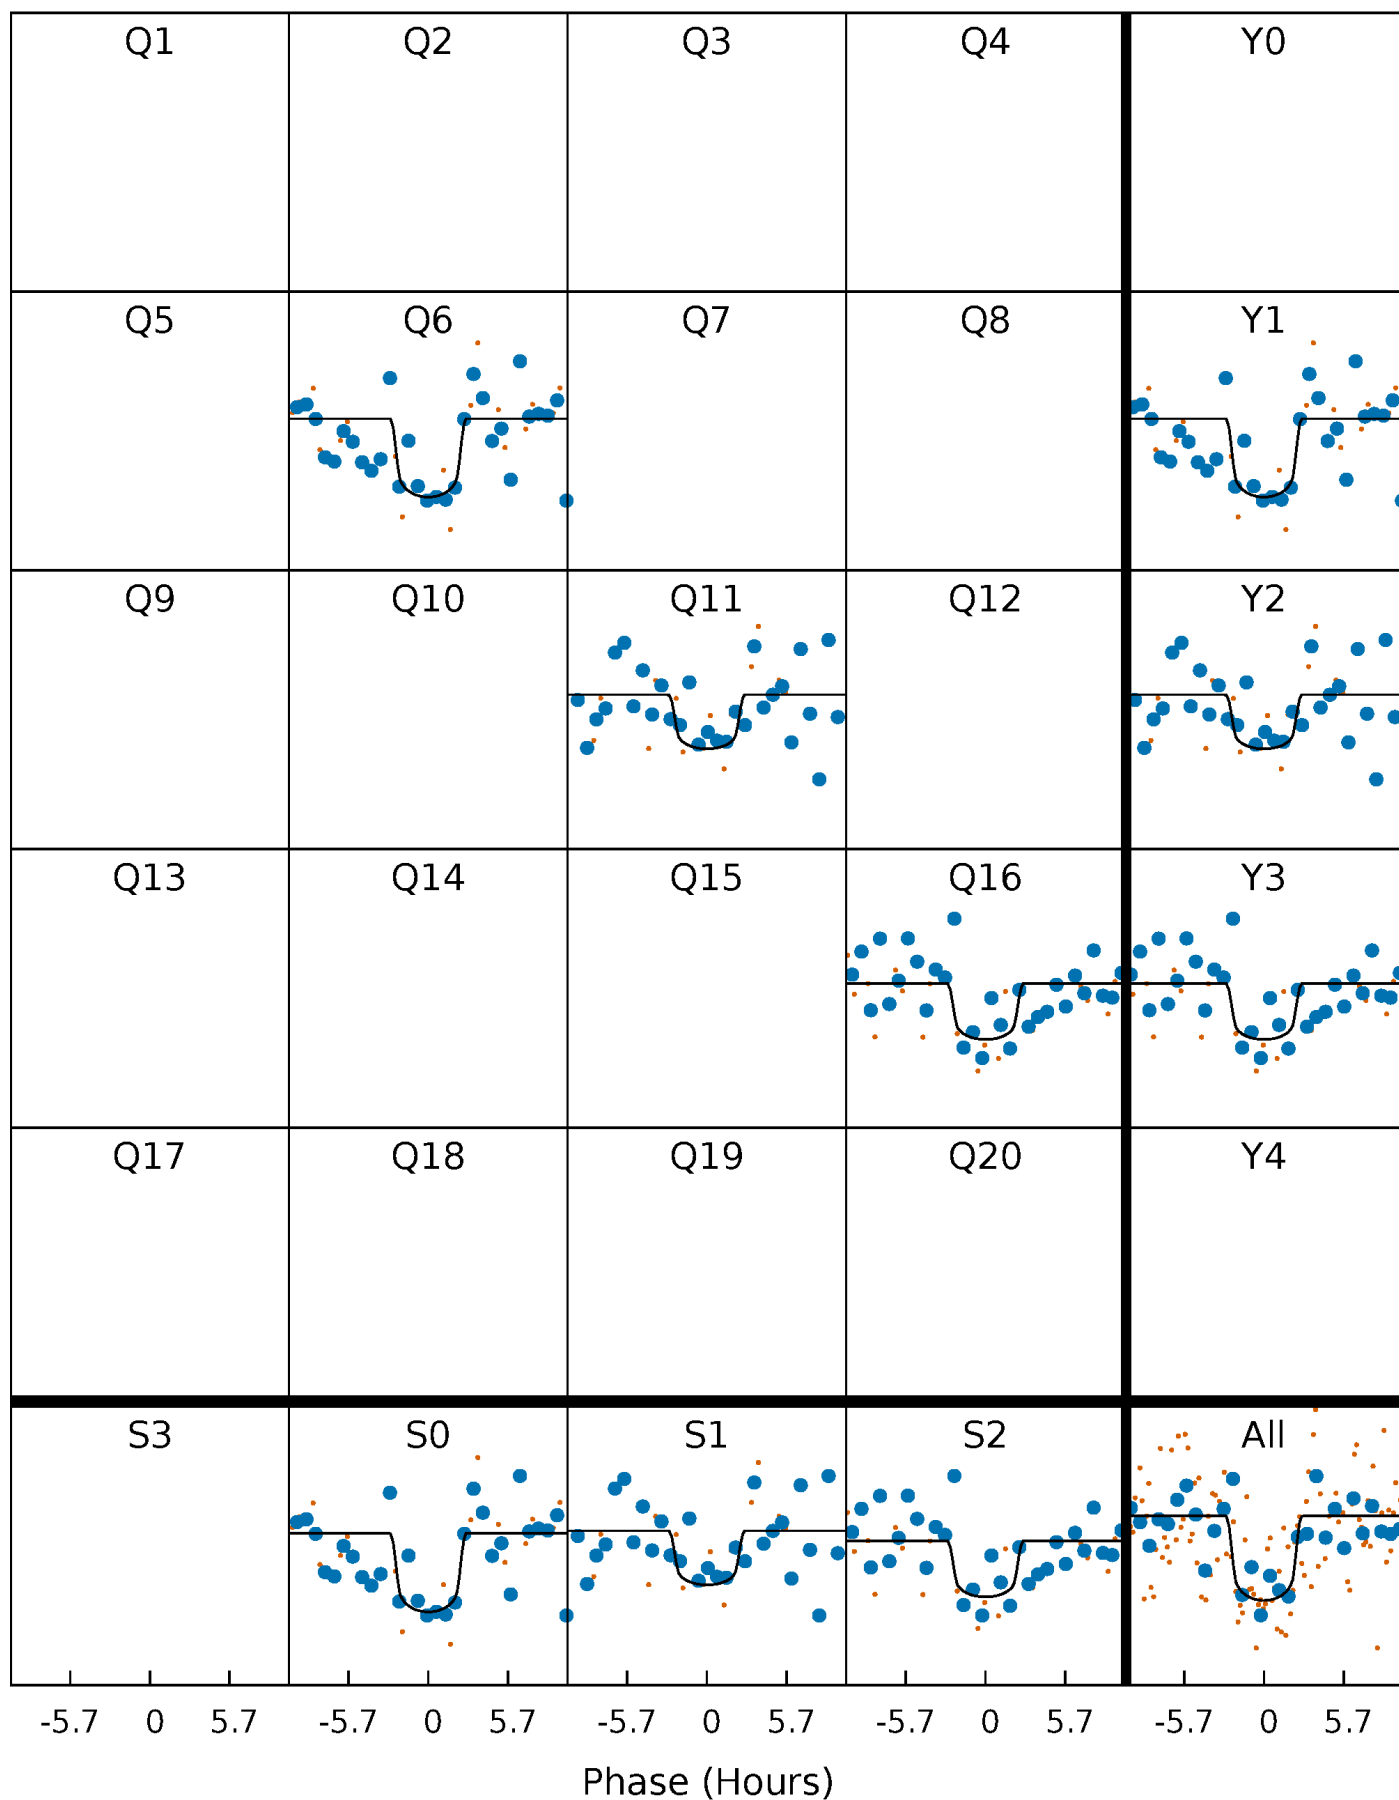 Q1 Q2 Q3 Q4 Y0
Q5 Q6 Q7 Q8 Y1
Q9 Q10 Q11 Q12 Y2
Q13 Q14 Q15 Q16 Y3
Q17 Q18 Q19 Q20 Y4
S3 S0 S1 S2 All
-5.7 0 5.7 -5.7 0 5.7 -5.7 0 5.7 -5.7 0 5.7 -5.7 0 5.7
Phase (Hours)